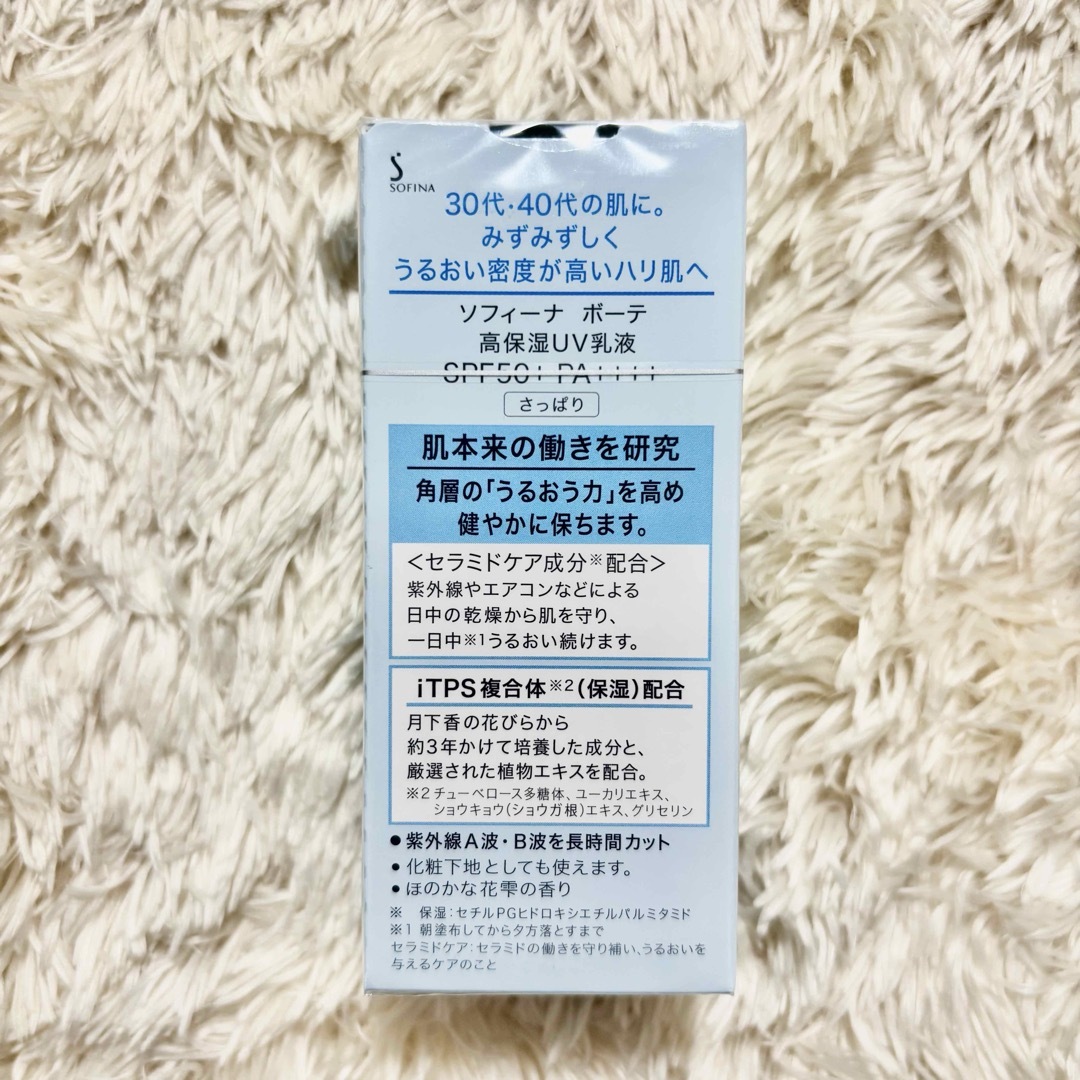 SOFINA
30代・40代の肌に。
みずみずしく
うるおい密度が高いハリ肌へ
ソフィーナ ボーテ
高保湿UV乳液
SPF50+ PA++++
さっぱり
肌本来の働きを研究
角層の「うるおう力」を高め
健やかに保ちます。
<セラミドケア成分※配合>
紫外線やエアコンなどによる
日中の乾燥から肌を守り、
一日中※1うるおい続けます。
iTPS複合体※2(保湿)配合
月下香の花びらから
約3年かけて培養した成分と、
厳選された植物エキスを配合。
※2 チューベロース多糖体、ユーカリエキス、
ショウキョウ(ショウガ根)エキス、グリセリン
●紫外線A波・B波を長時間カット
●化粧下地としても使えます。
●ほのかな花雫の香り
※ 保湿:セチルPGヒドロキシエチルパルミタミド
※1 朝塗布してから夕方落とすまで
セラミドケア:セラミドの働きを守り補い、うるおいを
与えるケアのこと